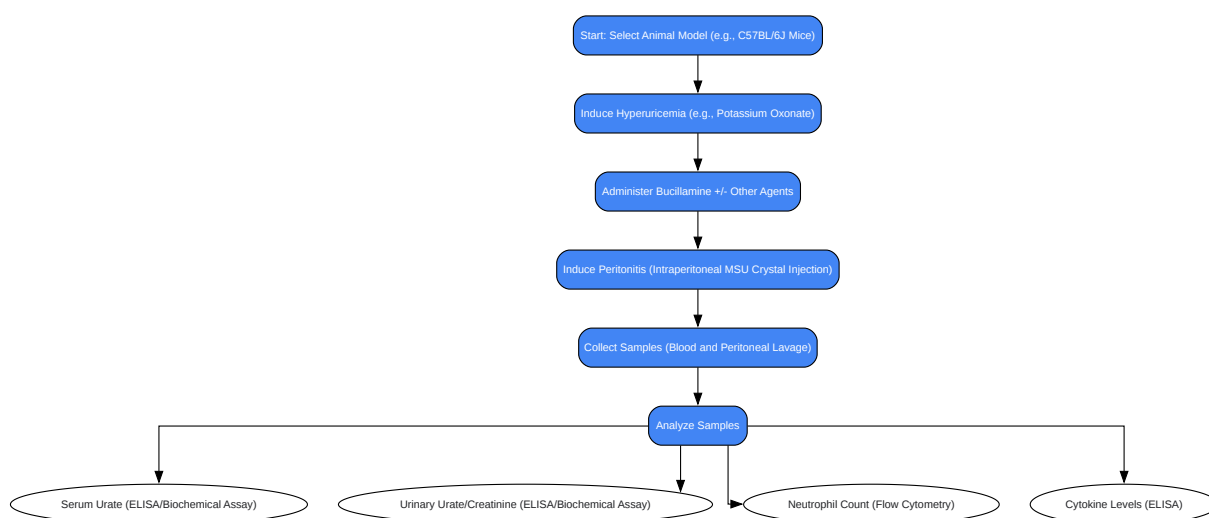 Start: Select Animal Model (e.g., C57BL/6J Mice)
Induce Hyperuricemia (e.g., Potassium Oxonate)
Administer Bucillamine +/- Other Agents
Induce Peritonitis (Intraperitoneal MSU Crystal Injection)
Collect Samples (Blood and Peritoneal Lavage)
Analyze Samples
Serum Urate (ELISA/Biochemical Assay)
Urinary Urate/Creatinine (ELISA/Biochemical Assay)
Neutrophil Count (Flow Cytometry)
Cytokine Levels (ELISA)